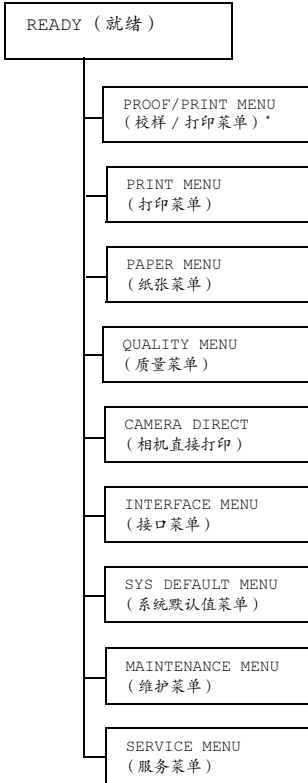 READY（就绪）
PROOF/PRINT MENU
（校样 / 打印菜单）*
PRINT MENU
（打印菜单）
PAPER MENU
（纸张菜单）
QUALITY MENU
（质量菜单）
CAMERA DIRECT
（相机直接打印）
INTERFACE MENU
（接口菜单）
SYS DEFAULT MENU
（系统默认值菜单）
MAINTENANCE MENU
（维护菜单）
SERVICE MENU
（服务菜单）